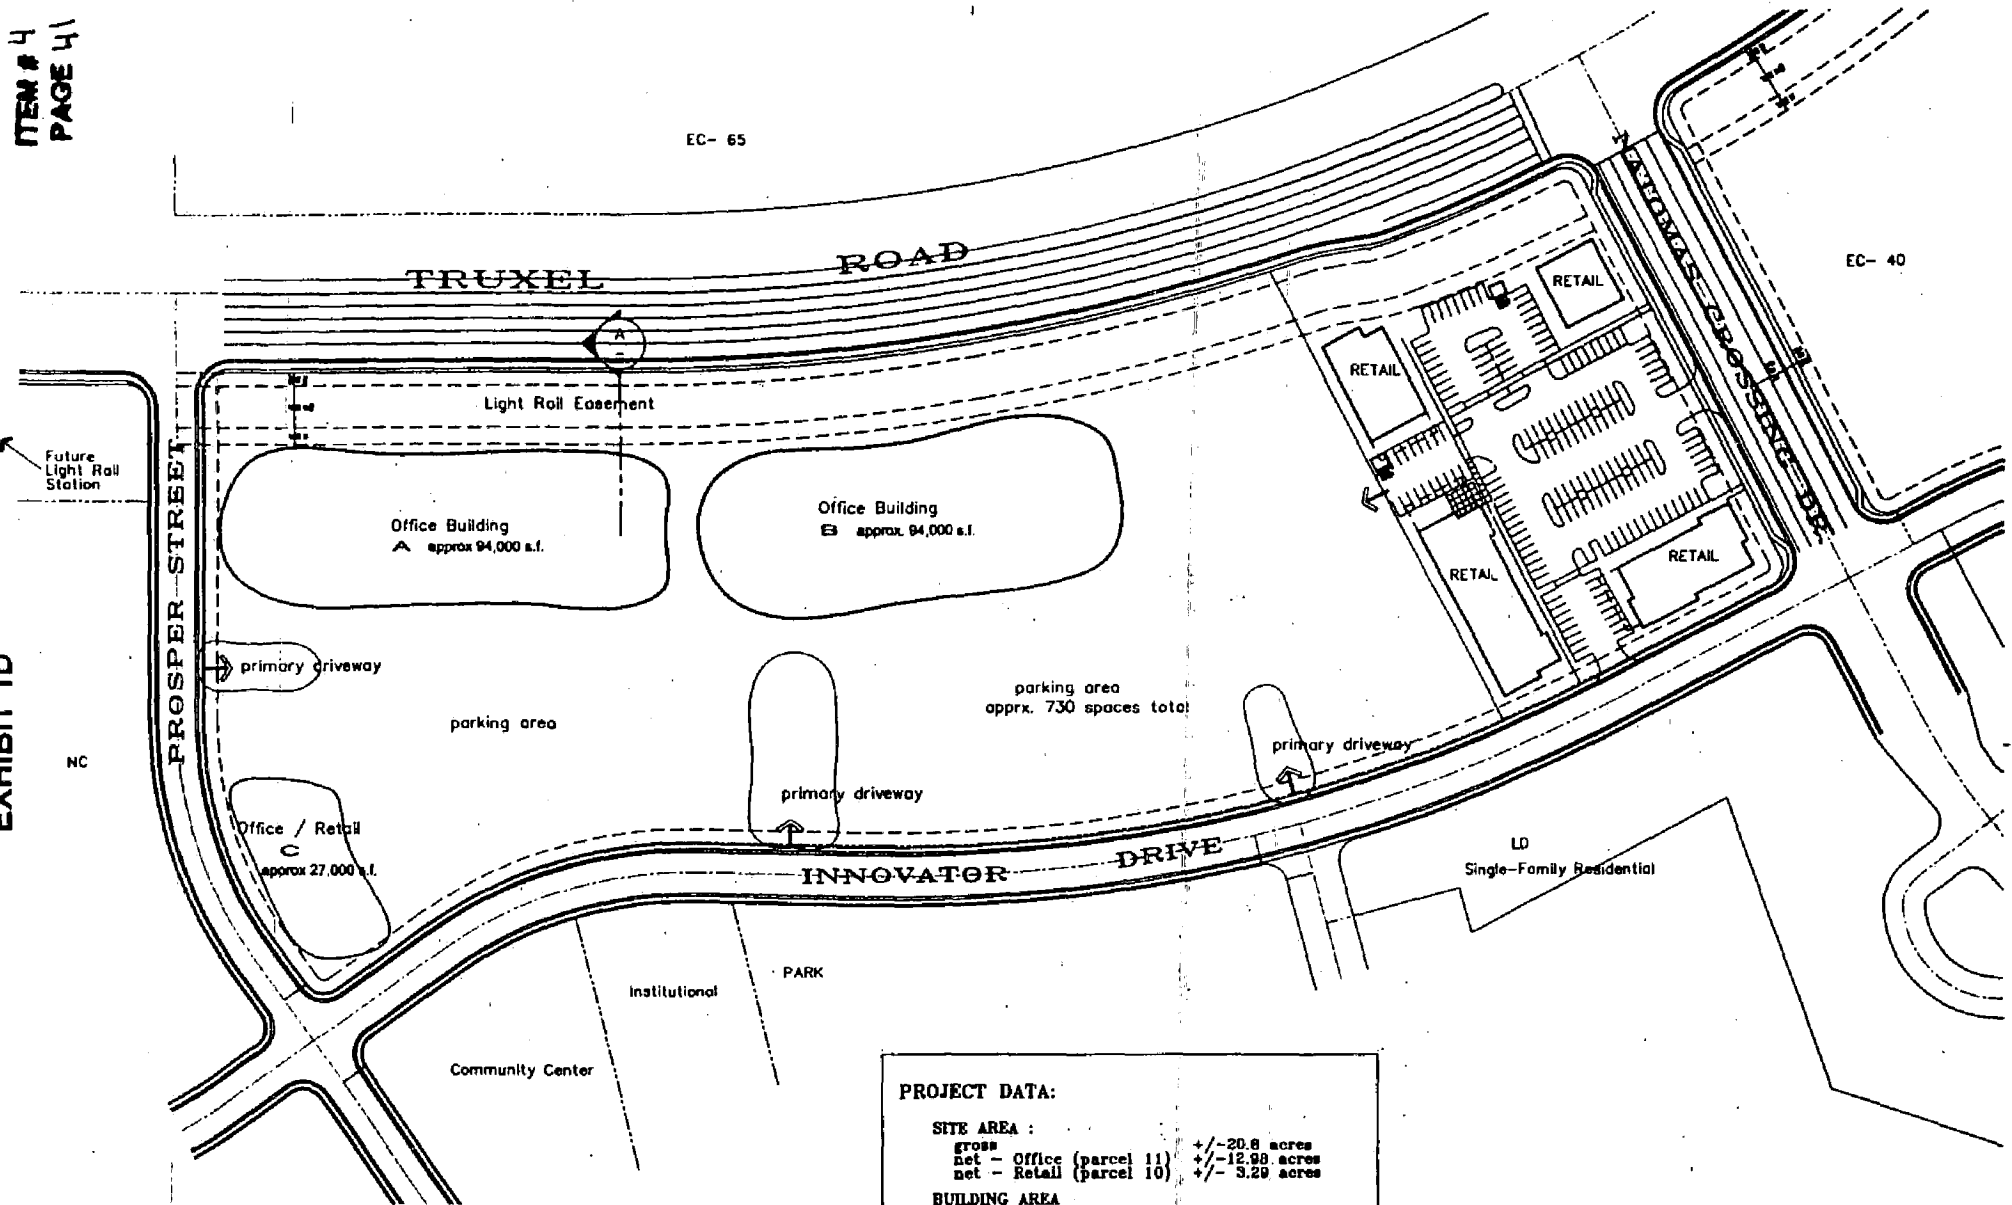 ITEM # 4
PAGE 41
EC- 65
TRUXEL ROAD
NATOMAS CROSSING DR
EC- 40
RETAIL
RETAIL
RETAIL
RETAIL
A
Light Rail Easement
Future
Light Rail
Station
PROSPER STREET
Office Building
A approx 94,000 s.f.
Office Building
B approx. 94,000 s.f.
primary driveway
parking area
parking area
apprx. 730 spaces total
primary driveway
primary driveway
NC
Office / Retail
C
approx 27,000 s.f.
INNOVATOR DRIVE
LD
Single-Family Residential
PARK
Institutional
Community Center
PROJECT DATA:
SITE AREA :
gross +/-20.8 acres
net - Office (parcel 11) +/-12.98 acres
net - Retail (parcel 10) +/- 3.29 acres
BUILDING AREA